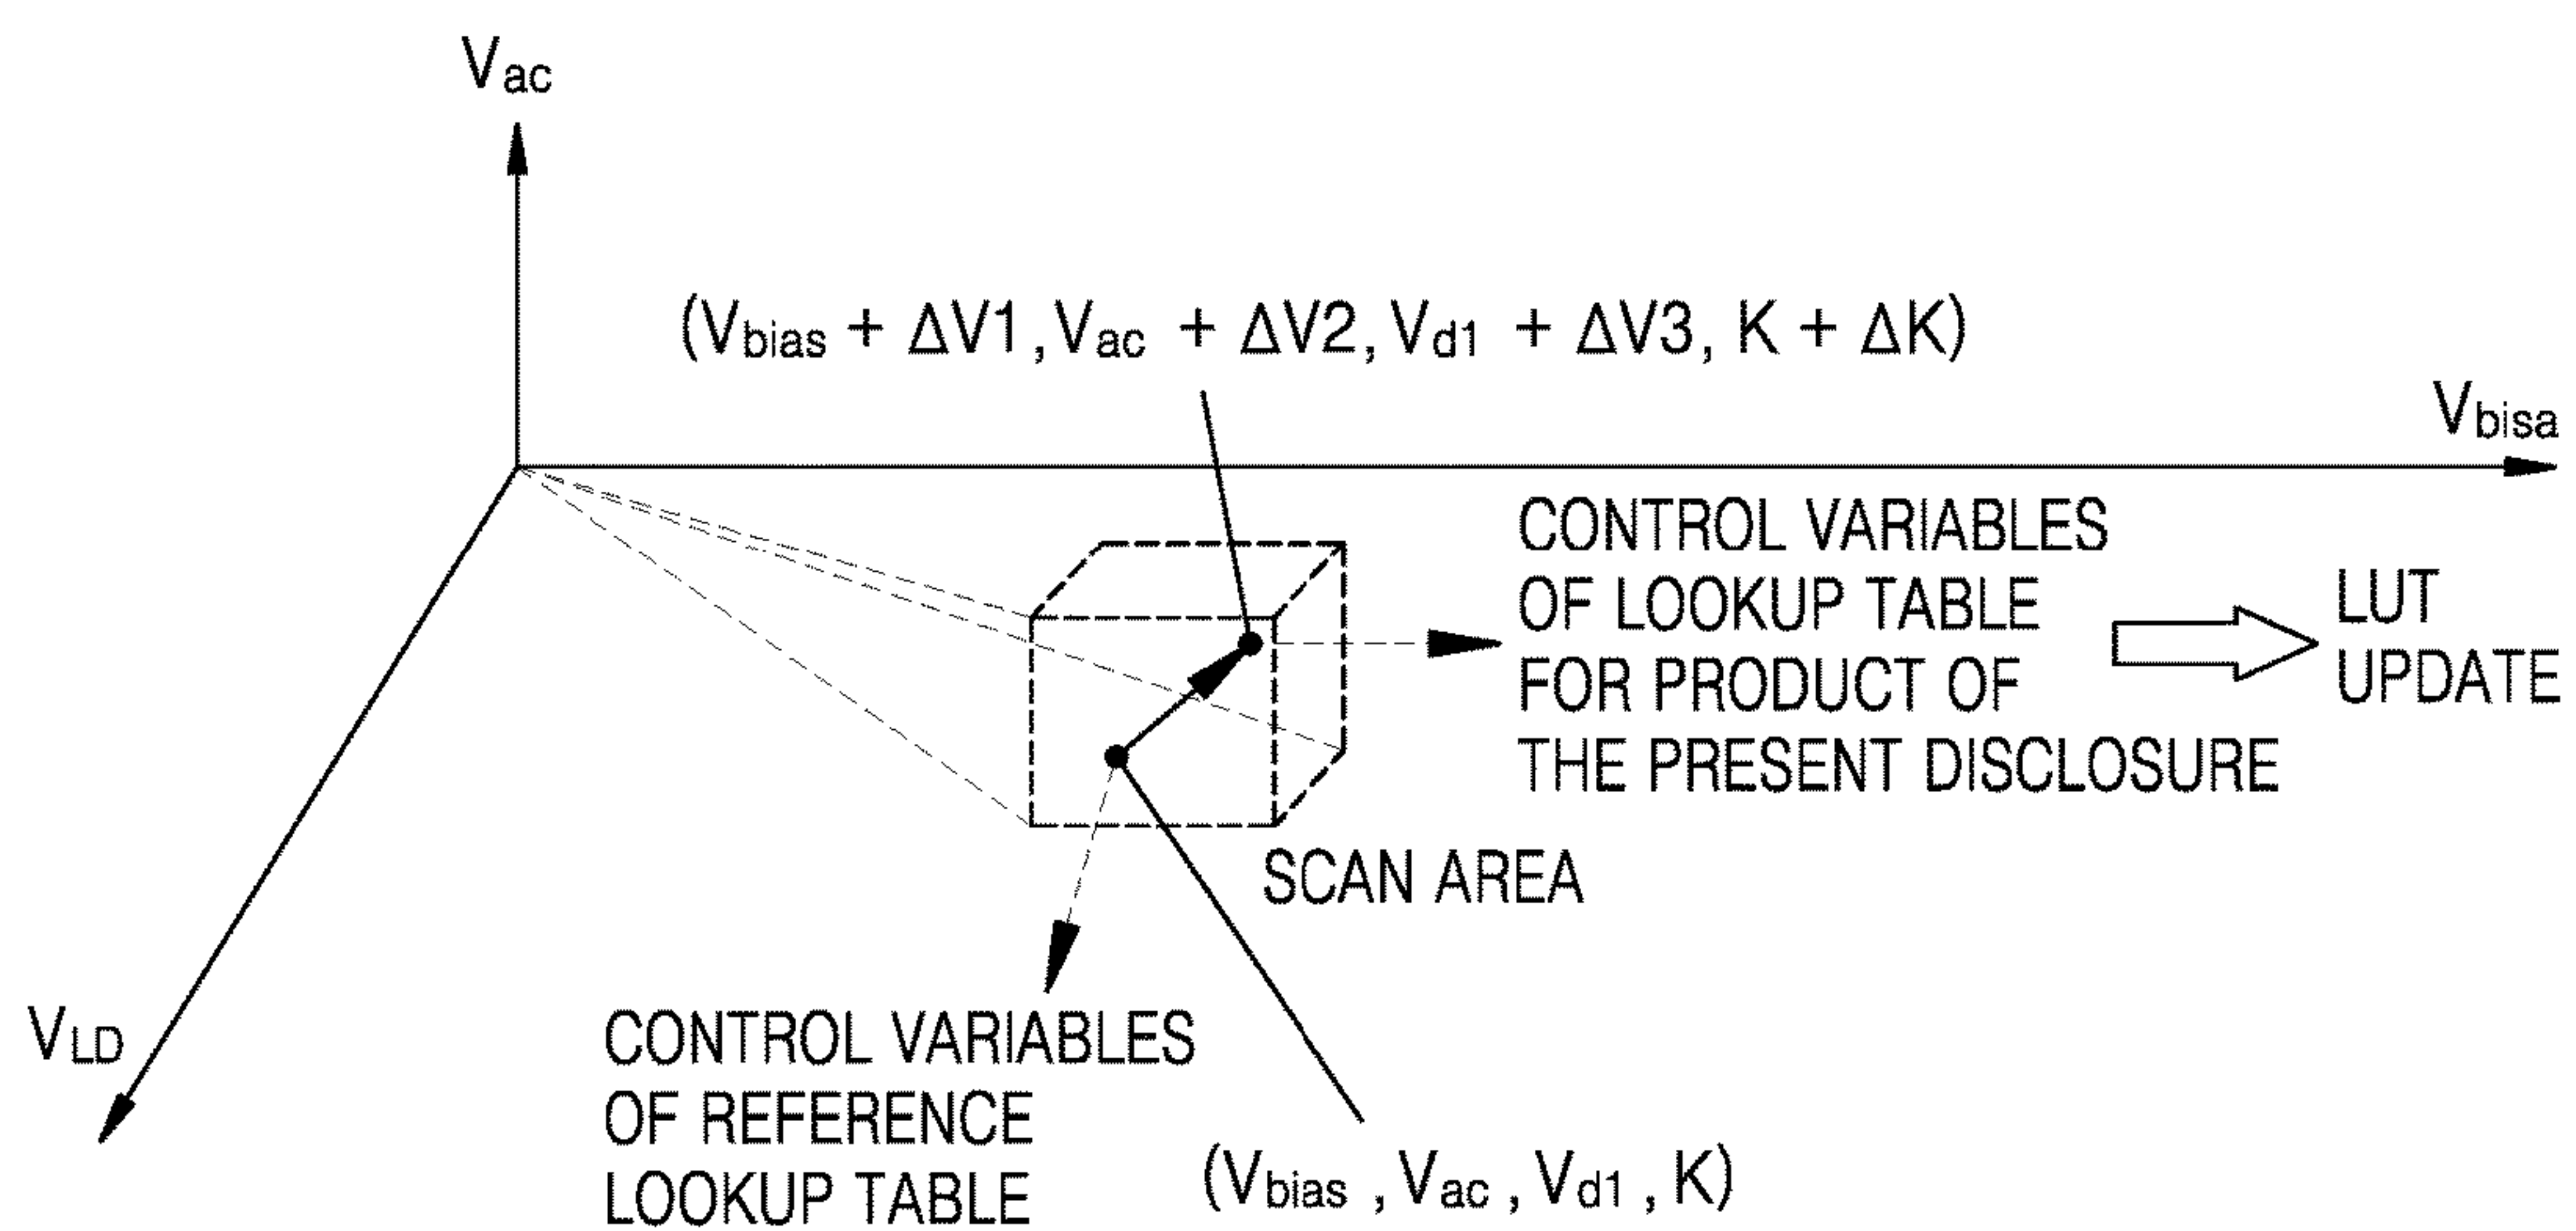 Vac
(Vbias + ΔV1, Vac + ΔV2, Vd1 + ΔV3, K + ΔK)
Vbisa
CONTROL VARIABLES
OF LOOKUP TABLE
FOR PRODUCT OF
THE PRESENT DISCLOSURE
LUT
UPDATE
SCAN AREA
VLD
CONTROL VARIABLES
OF REFERENCE
LOOKUP TABLE
(Vbias , Vac , Vd1 , K)